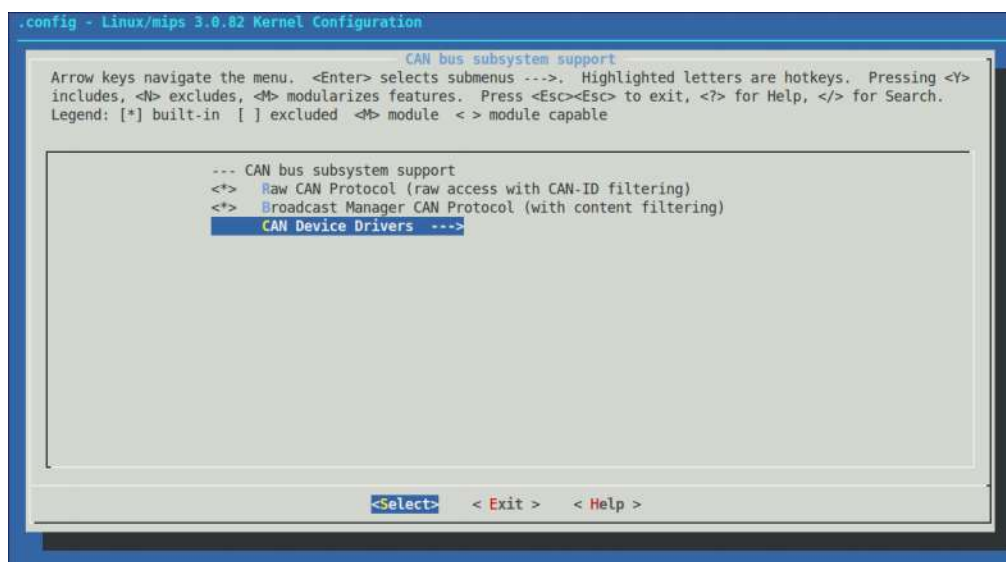 .config - Linux/mips 3.0.82 Kernel Configuration
CAN bus subsystem support
Arrow keys navigate the menu. <Enter> selects submenus --->. Highlighted letters are hotkeys. Pressing <Y>
includes, <N> excludes, <M> modularizes features. Press <Esc><Esc> to exit, <?> for Help, </> for Search.
Legend: [*] built-in [ ] excluded <M> module < > module capable
--- CAN bus subsystem support
<*> Raw CAN Protocol (raw access with CAN-ID filtering)
<*> Broadcast Manager CAN Protocol (with content filtering)
CAN Device Drivers --->
<Select> < Exit > < Help >